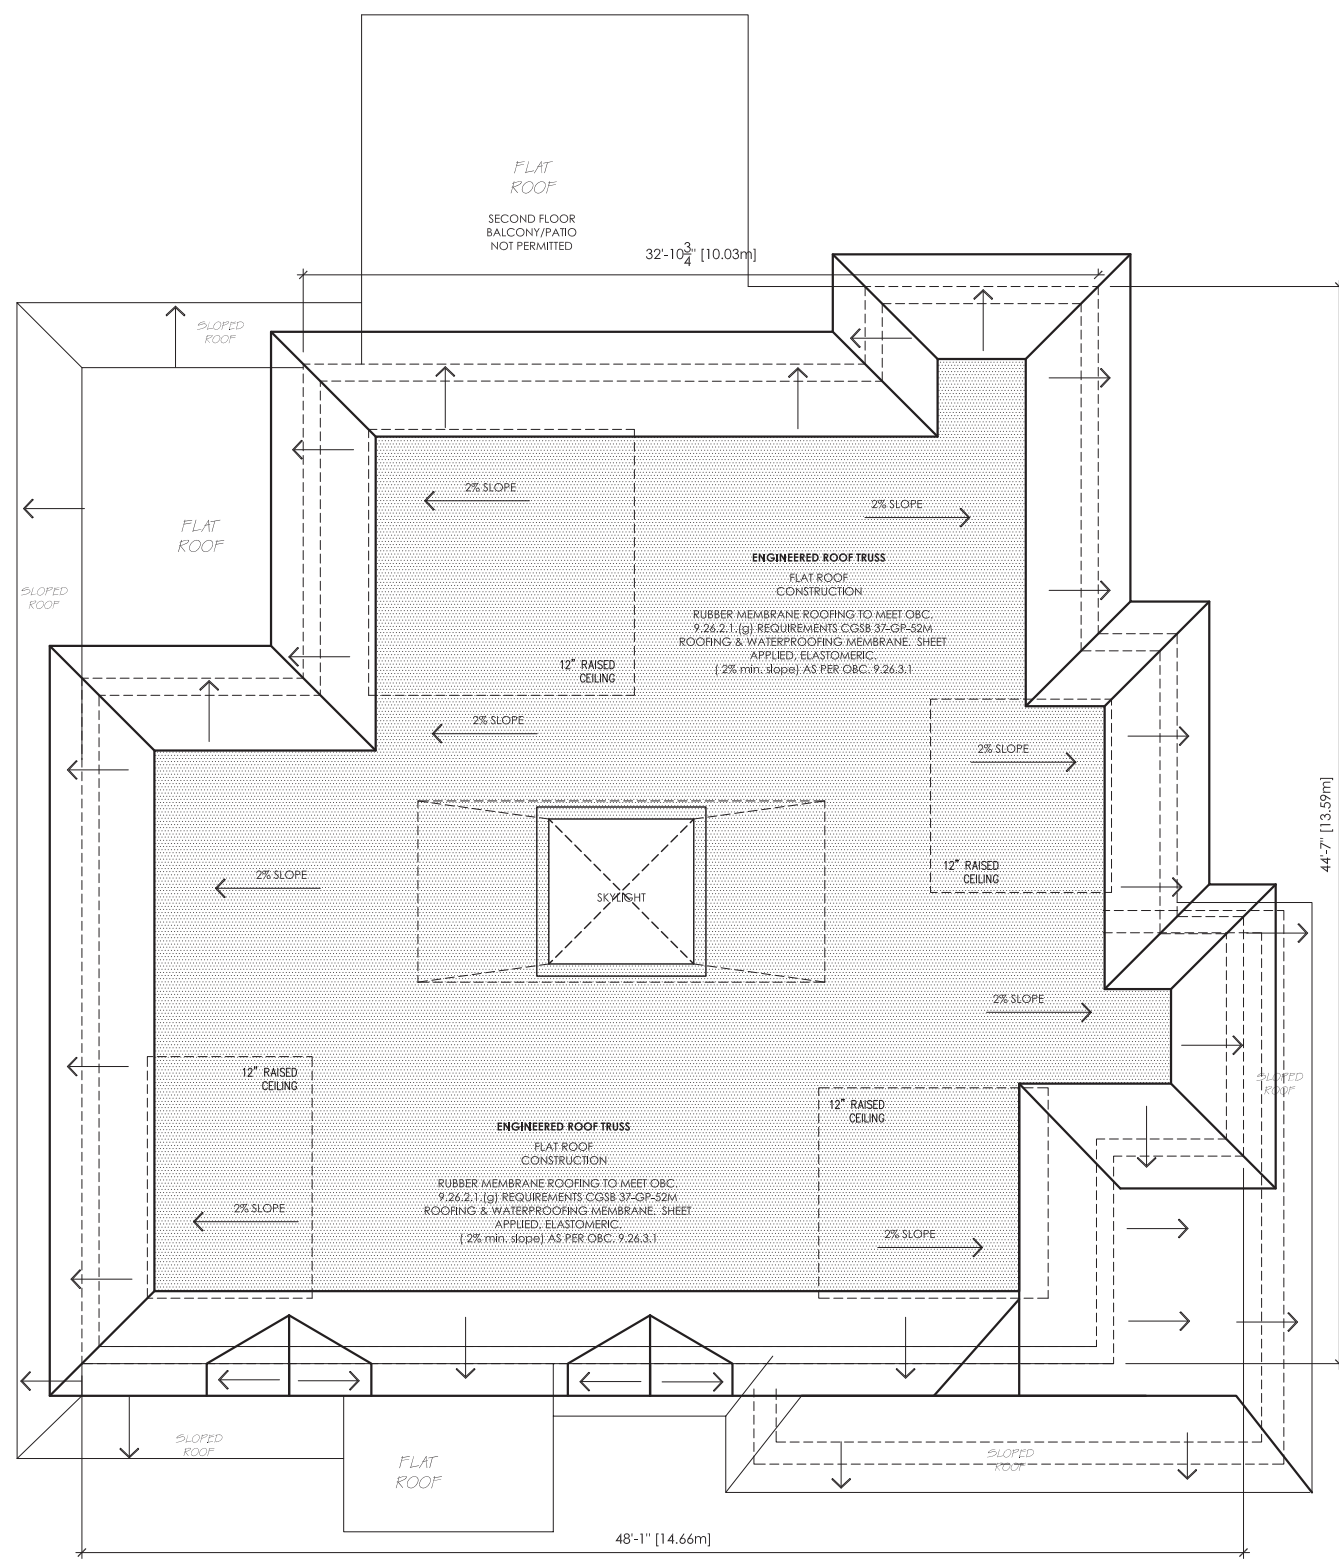 FLAT
ROOF
SECOND FLOOR
BALCONY/PATIO
NOT PERMITTED
32'-10 3/4" [10.03m]
SLOPED
ROOF
2% SLOPE
2% SLOPE
FLAT
ROOF
ENGINEERED ROOF TRUSS
FLAT ROOF
CONSTRUCTION
RUBBER MEMBRANE ROOFING TO MEET OBC.
9.26.2.1.(g) REQUIREMENTS CGSB 37-GP-52M
ROOFING & WATERPROOFING MEMBRANE. SHEET
APPLIED, ELASTOMERIC.
( 2% min. slope) AS PER OBC. 9.26.3.1
SLOPED
ROOF
12" RAISED
CEILING
2% SLOPE
2% SLOPE
44'-7" [13.59m]
12" RAISED
CEILING
2% SLOPE
SKYLIGHT
2% SLOPE
12" RAISED
CEILING
SLOPED
ROOF
12" RAISED
CEILING
ENGINEERED ROOF TRUSS
FLAT ROOF
CONSTRUCTION
RUBBER MEMBRANE ROOFING TO MEET OBC.
9.26.2.1.(g) REQUIREMENTS CGSB 37-GP-52M
ROOFING & WATERPROOFING MEMBRANE. SHEET
APPLIED, ELASTOMERIC.
( 2% min. slope) AS PER OBC. 9.26.3.1
2% SLOPE
2% SLOPE
SLOPED
ROOF
FLAT
ROOF
SLOPED
ROOF
48'-1" [14.66m]